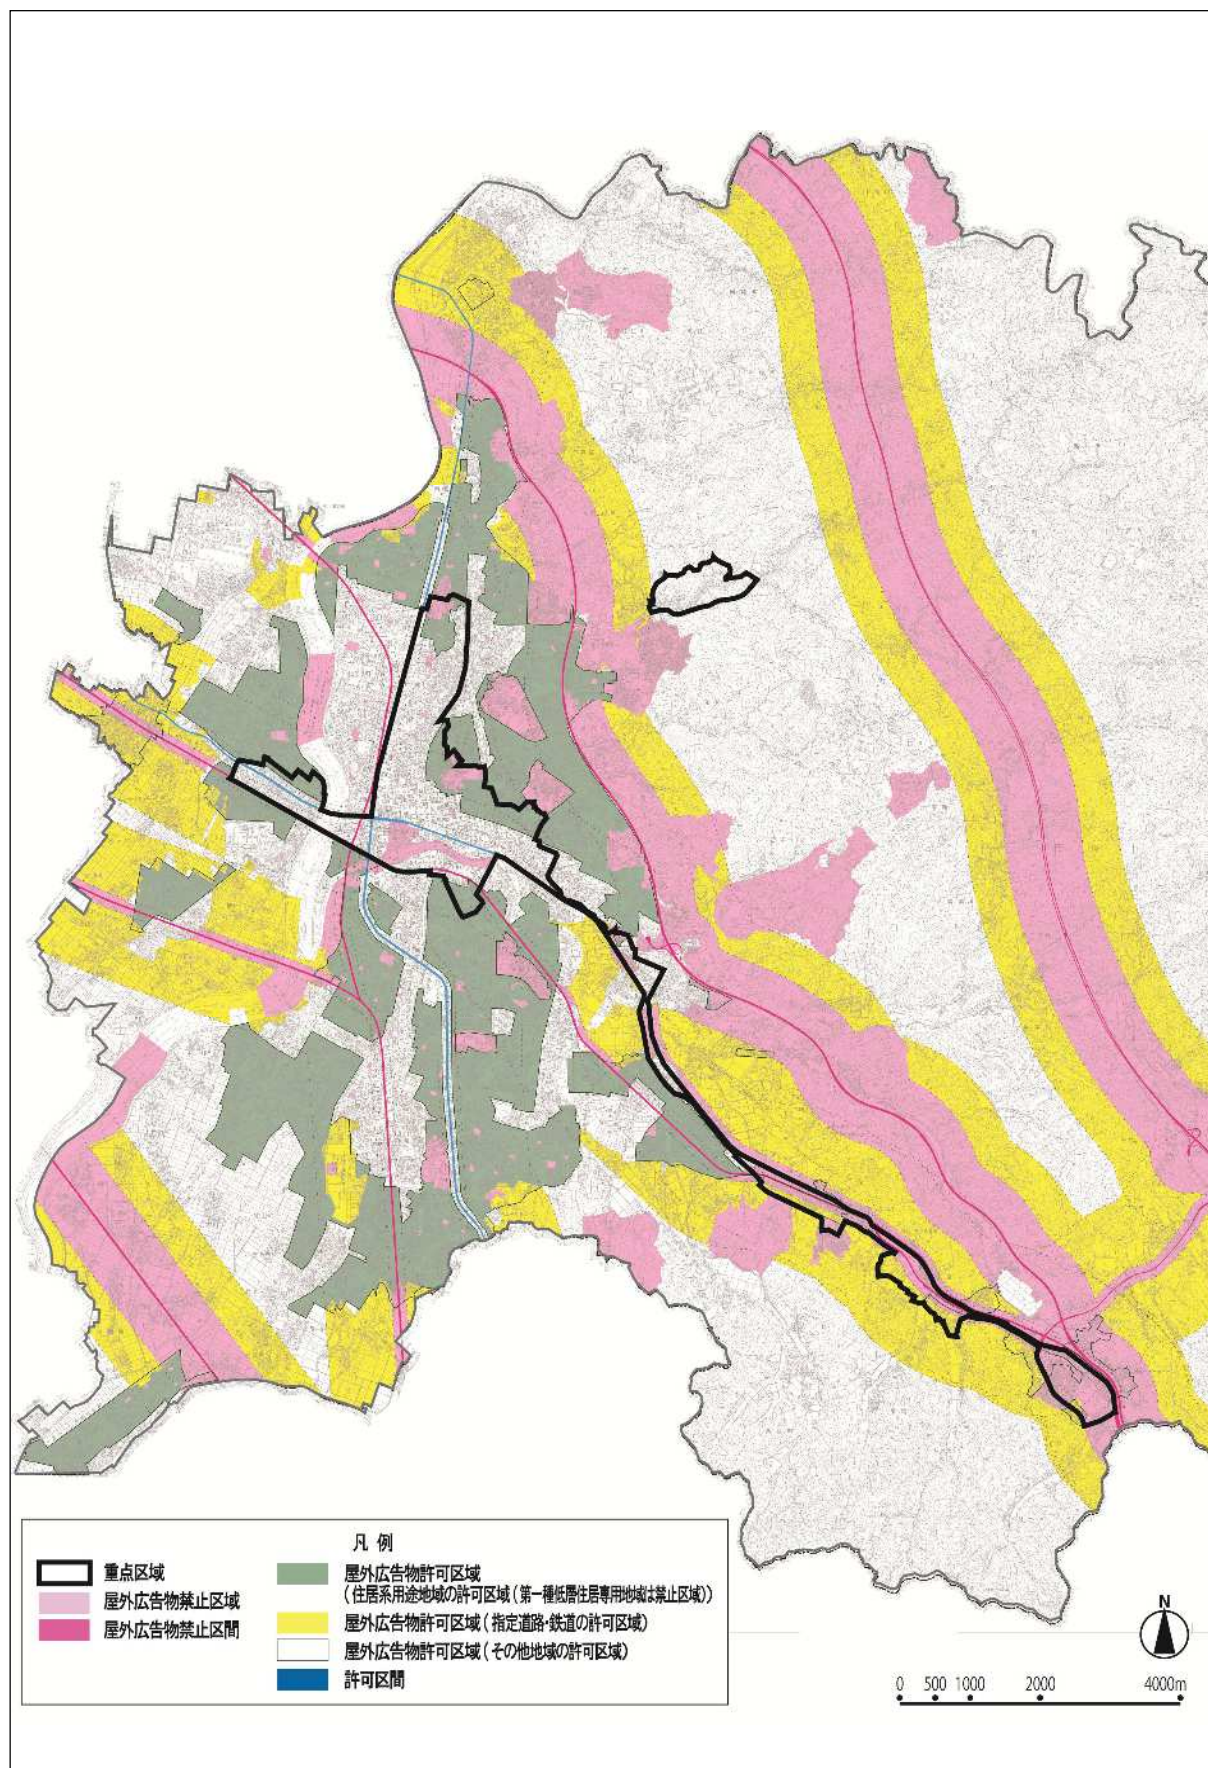 凡 例
重点区域
屋外広告物禁止区域
屋外広告物禁止区間
屋外広告物許可区域
(住居系用途地域の許可区域(第一種低層住居専用地域は禁止区域))
屋外広告物許可区域(指定道路・鉄道の許可区域)
屋外広告物許可区域(その他地域の許可区域)
許可区間
N
0 500 1000 2000 4000m